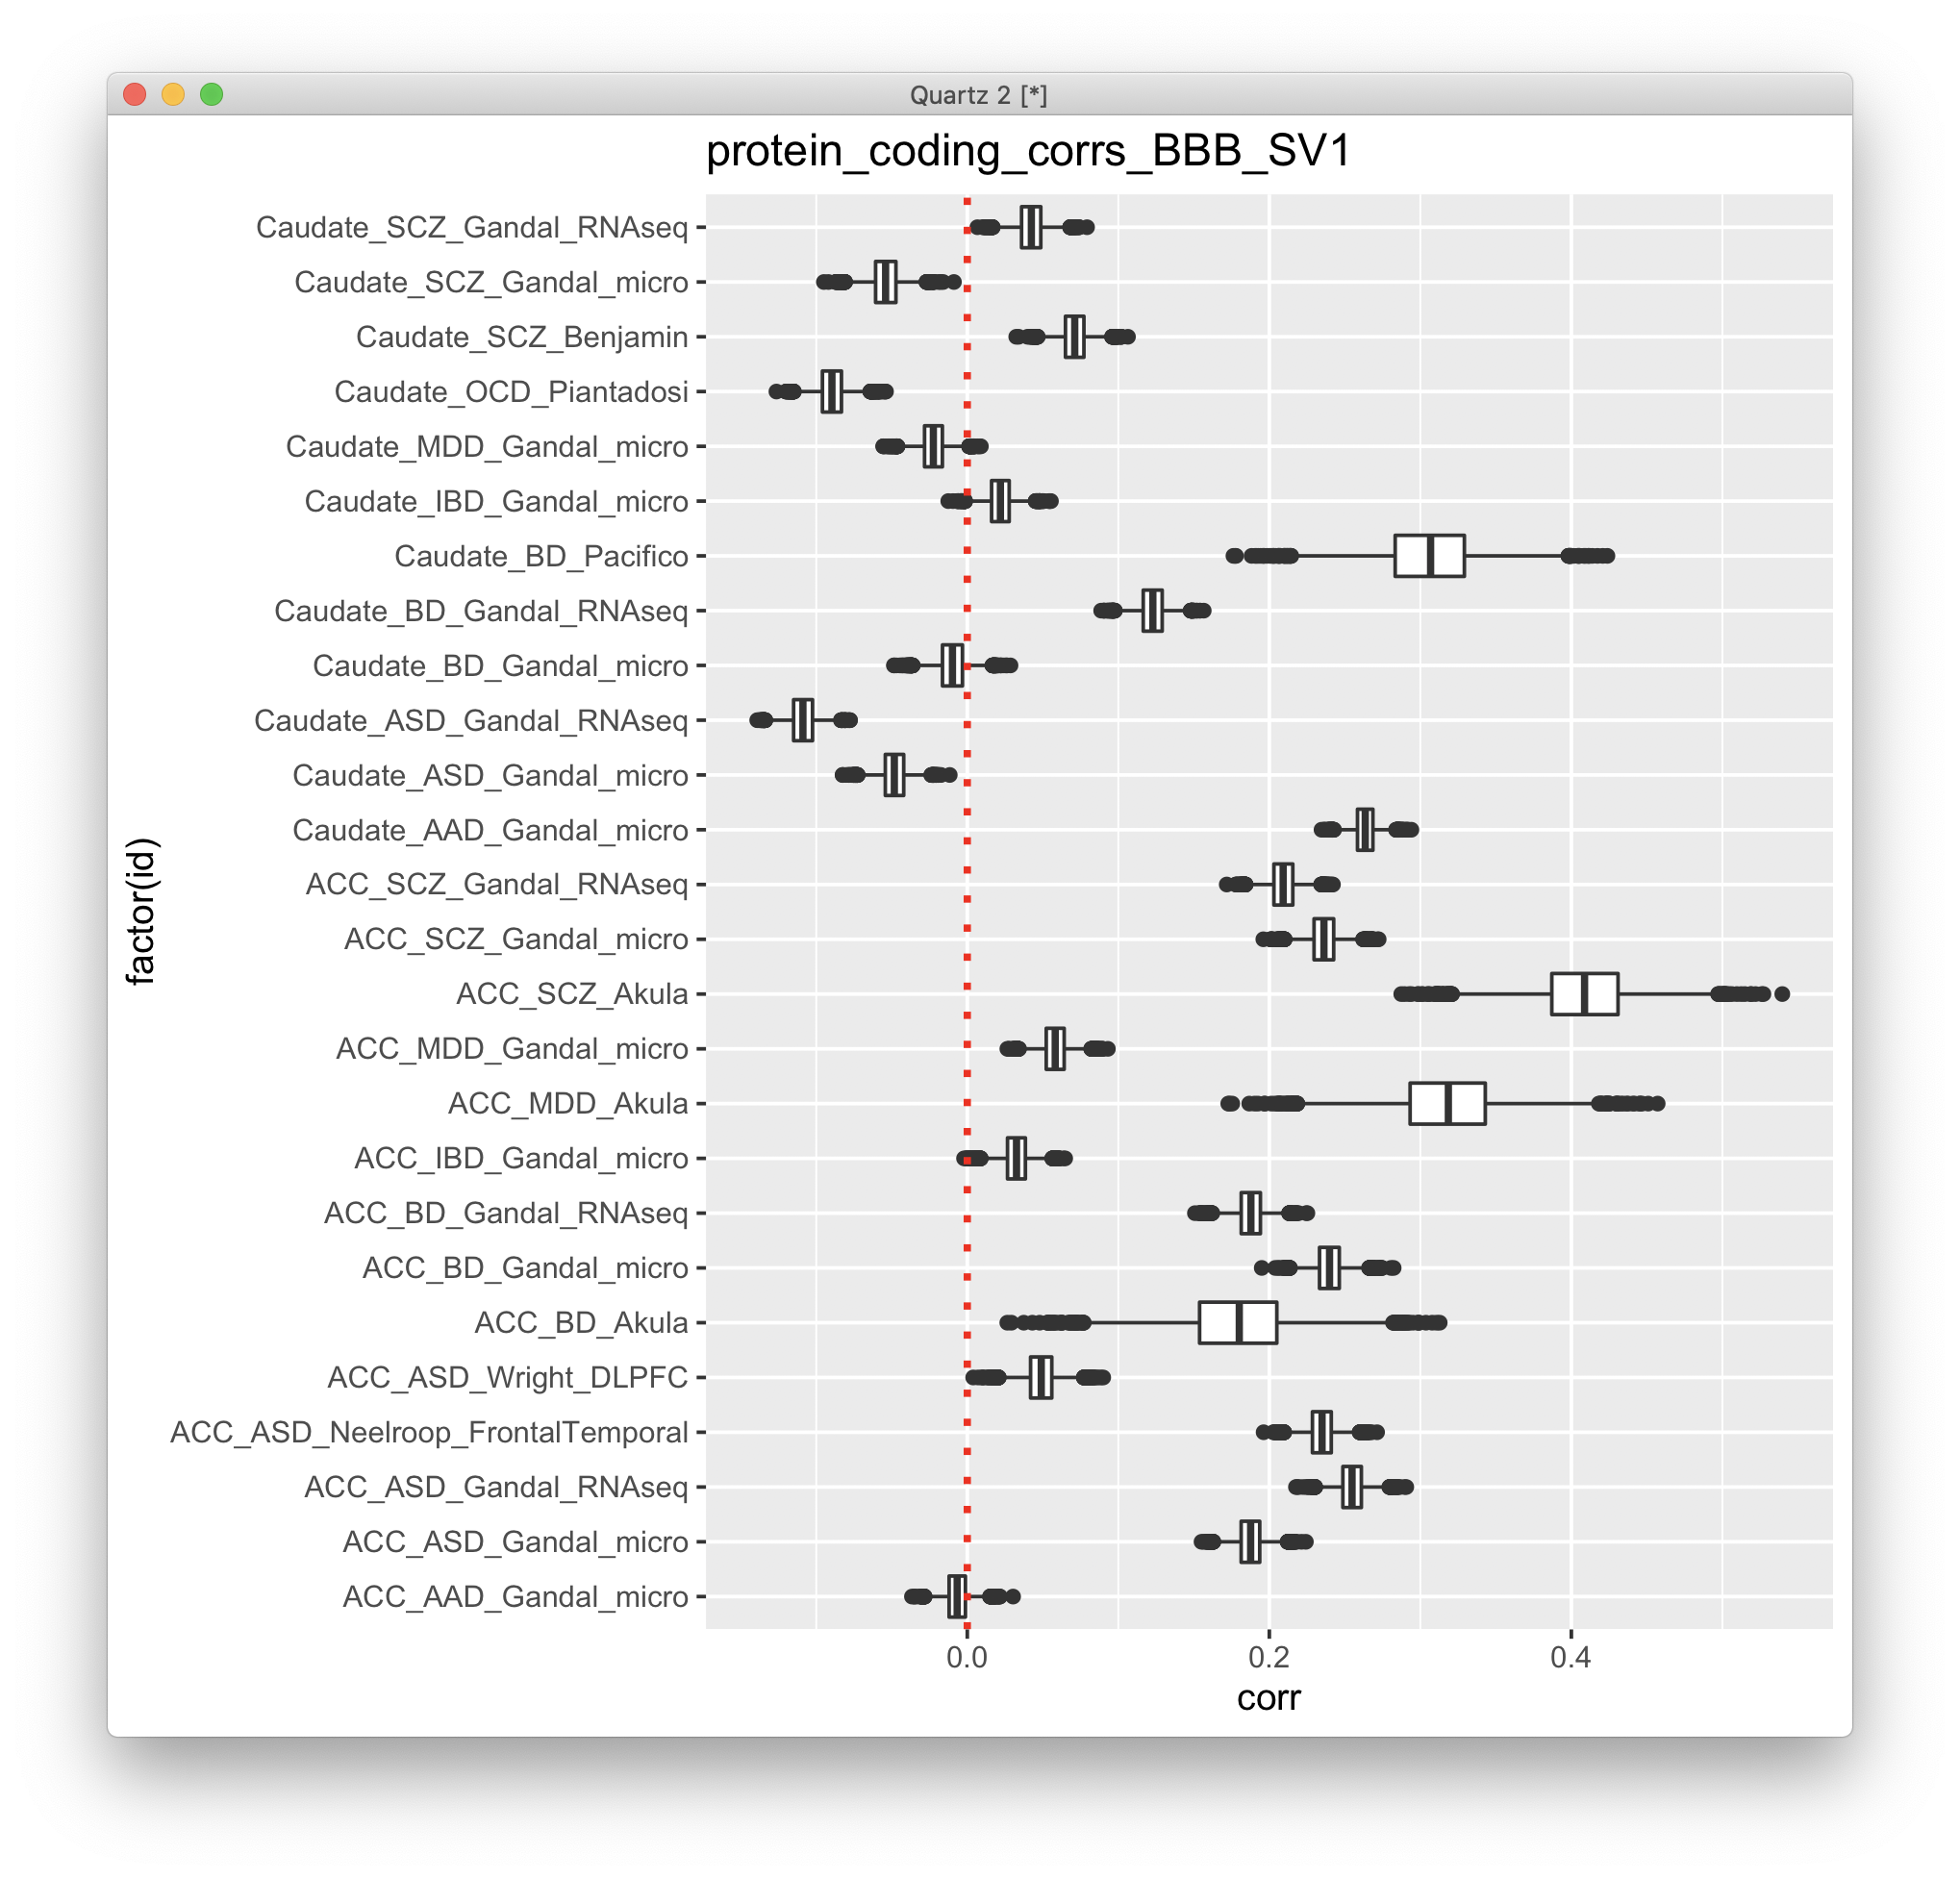 Quartz 2 [*]
protein_coding_corrs_BBB_SV1
Caudate_SCZ_Gandal_RNAseq
Caudate_SCZ_Gandal_micro
Caudate_SCZ_Benjamin
Caudate_OCD_Piantadosi
Caudate_MDD_Gandal_micro
Caudate_IBD_Gandal_micro
Caudate_BD_Pacifico
Caudate_BD_Gandal_RNAseq
Caudate_BD_Gandal_micro
Caudate_ASD_Gandal_RNAseq
Caudate_ASD_Gandal_micro
Caudate_AAD_Gandal_micro
ACC_SCZ_Gandal_RNAseq
ACC_SCZ_Gandal_micro
ACC_SCZ_Akula
ACC_MDD_Gandal_micro
ACC_MDD_Akula
ACC_IBD_Gandal_micro
ACC_BD_Gandal_RNAseq
ACC_BD_Gandal_micro
ACC_BD_Akula
ACC_ASD_Wright_DLPFC
ACC_ASD_Neelroop_FrontalTemporal
ACC_ASD_Gandal_RNAseq
ACC_ASD_Gandal_micro
ACC_AAD_Gandal_micro
factor(id)
0.0 0.2 0.4
corr